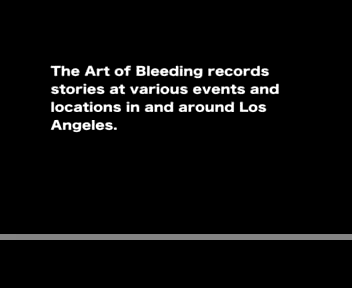 The Art of Bleeding records
stories at various events and
locations in and around Los
Angeles.